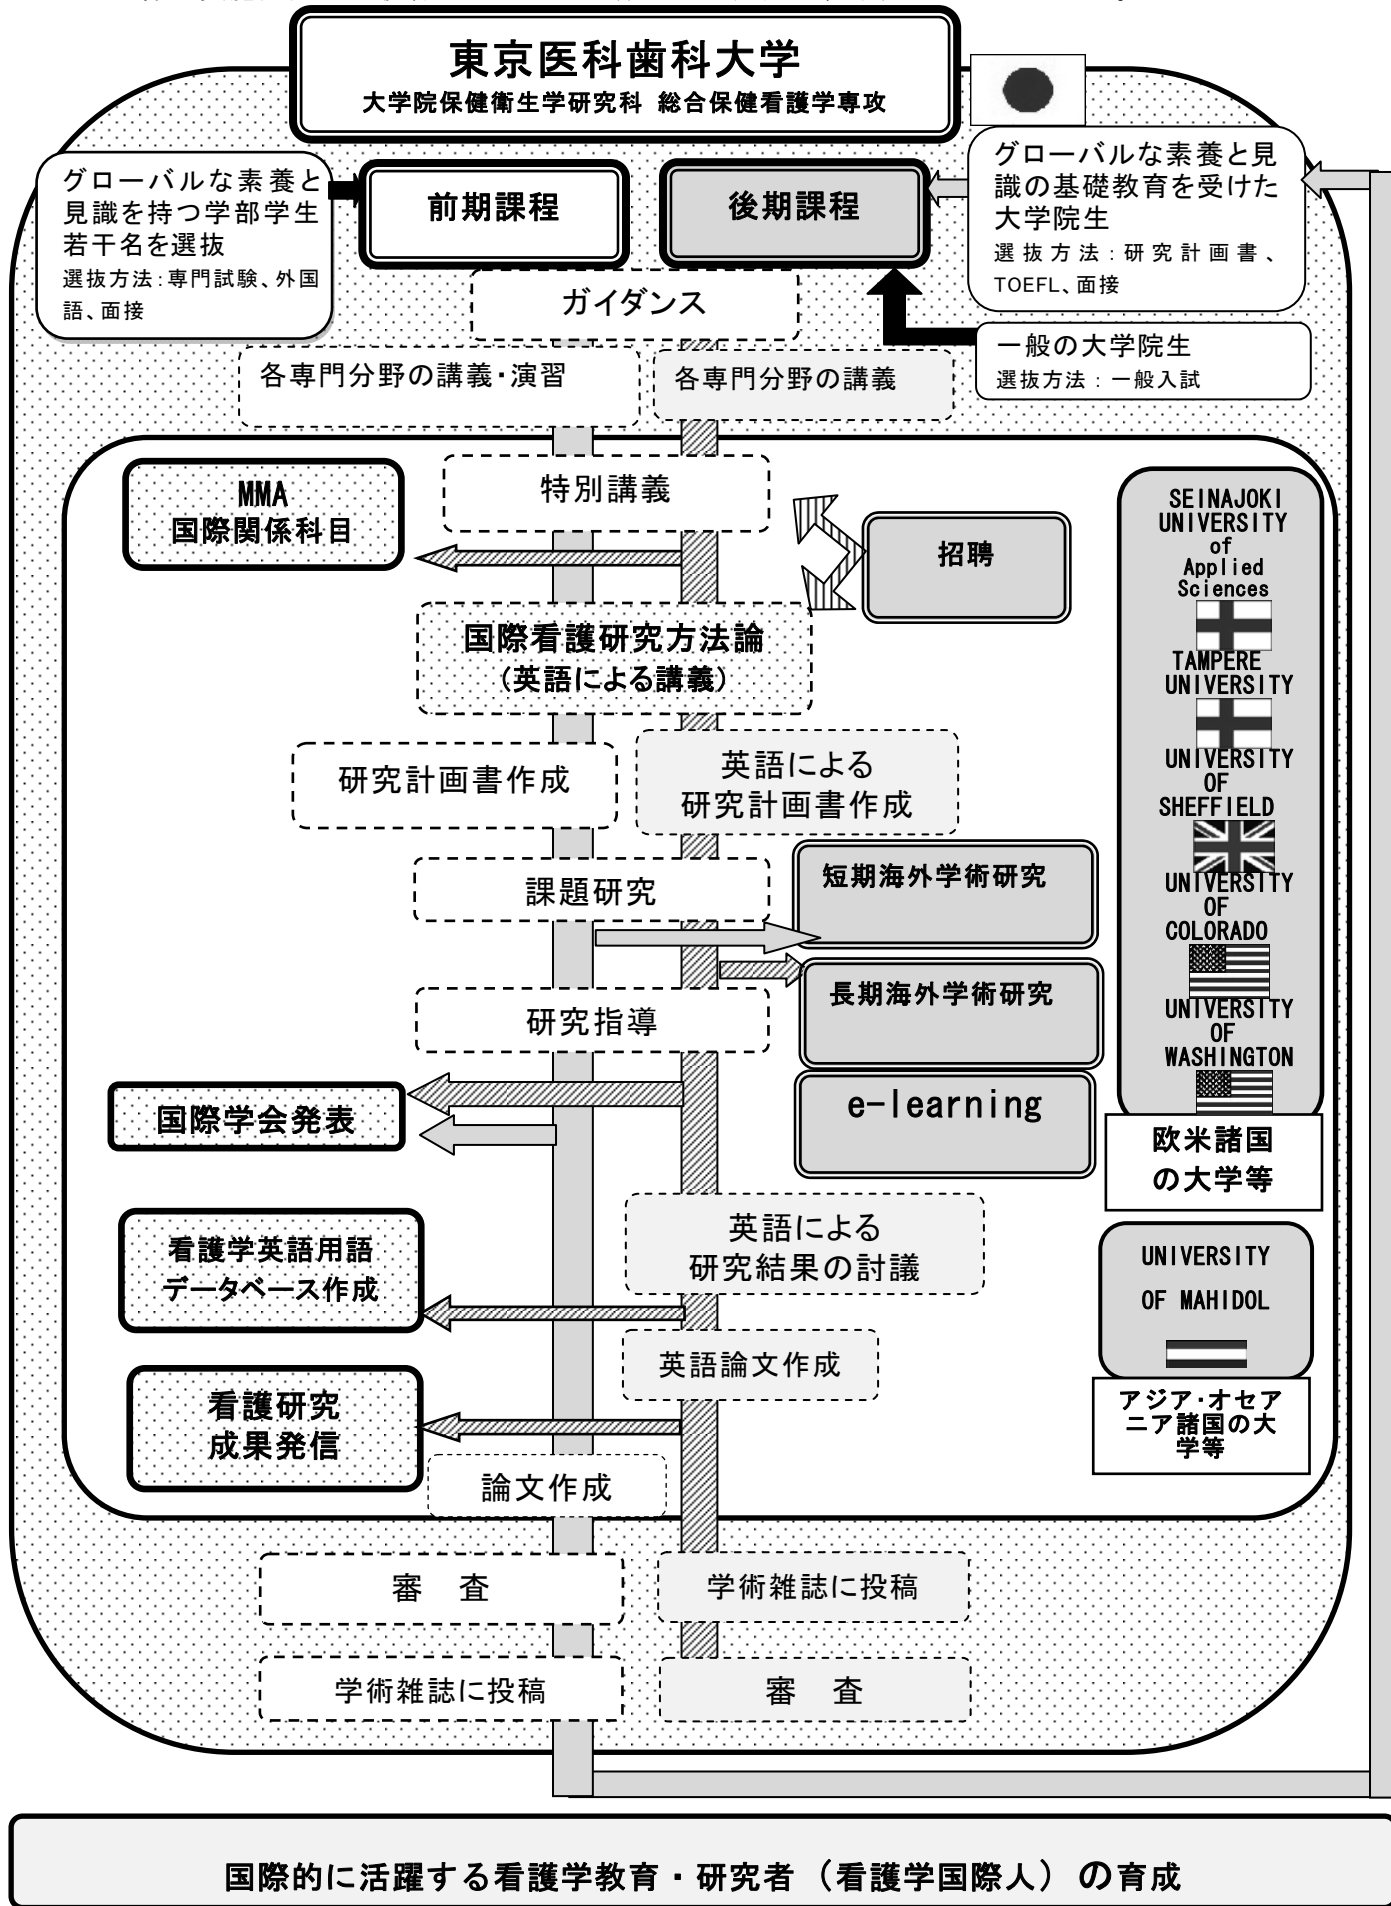 東京医科歯科大学
大学院保健衛生学研究科 総合保健看護学専攻
グローバルな素養と
見識を持つ学部学生
若干名を選抜
選抜方法：専門試験、外国
語、面接
前期課程
後期課程
グローバルな素養と見
識の基礎教育を受けた
大学院生
選抜方法：研究計画書、
TOEFL、面接
一般の大学院生
選抜方法：一般入試
ガイダンス
各専門分野の講義・演習
各専門分野の講義
MMA
国際関係科目
特別講義
招聘
国際看護研究方法論
（英語による講義）
研究計画書作成
英語による
研究計画書作成
課題研究
短期海外学術研究
長期海外学術研究
研究指導
e-learning
国際学会発表
英語による
研究結果の討議
看護学英語用語
データベース作成
英語論文作成
看護研究
成果発信
論文作成
SEINAJOKI
UNIVERSITY
of
Applied
Sciences
TAMPERE
UNIVERSITY
UNIVERSITY
OF
SHEFFIELD
UNIVERSITY
OF
COLORADO
UNIVERSITY
OF
WASHINGTON
欧米諸国
の大学等
UNIVERSITY
OF MAHIDOL
アジア・オセア
ニア諸国の大
学等
審　査
学術雑誌に投稿
学術雑誌に投稿
審　査
国際的に活躍する看護学教育・研究者（看護学国際人）の育成